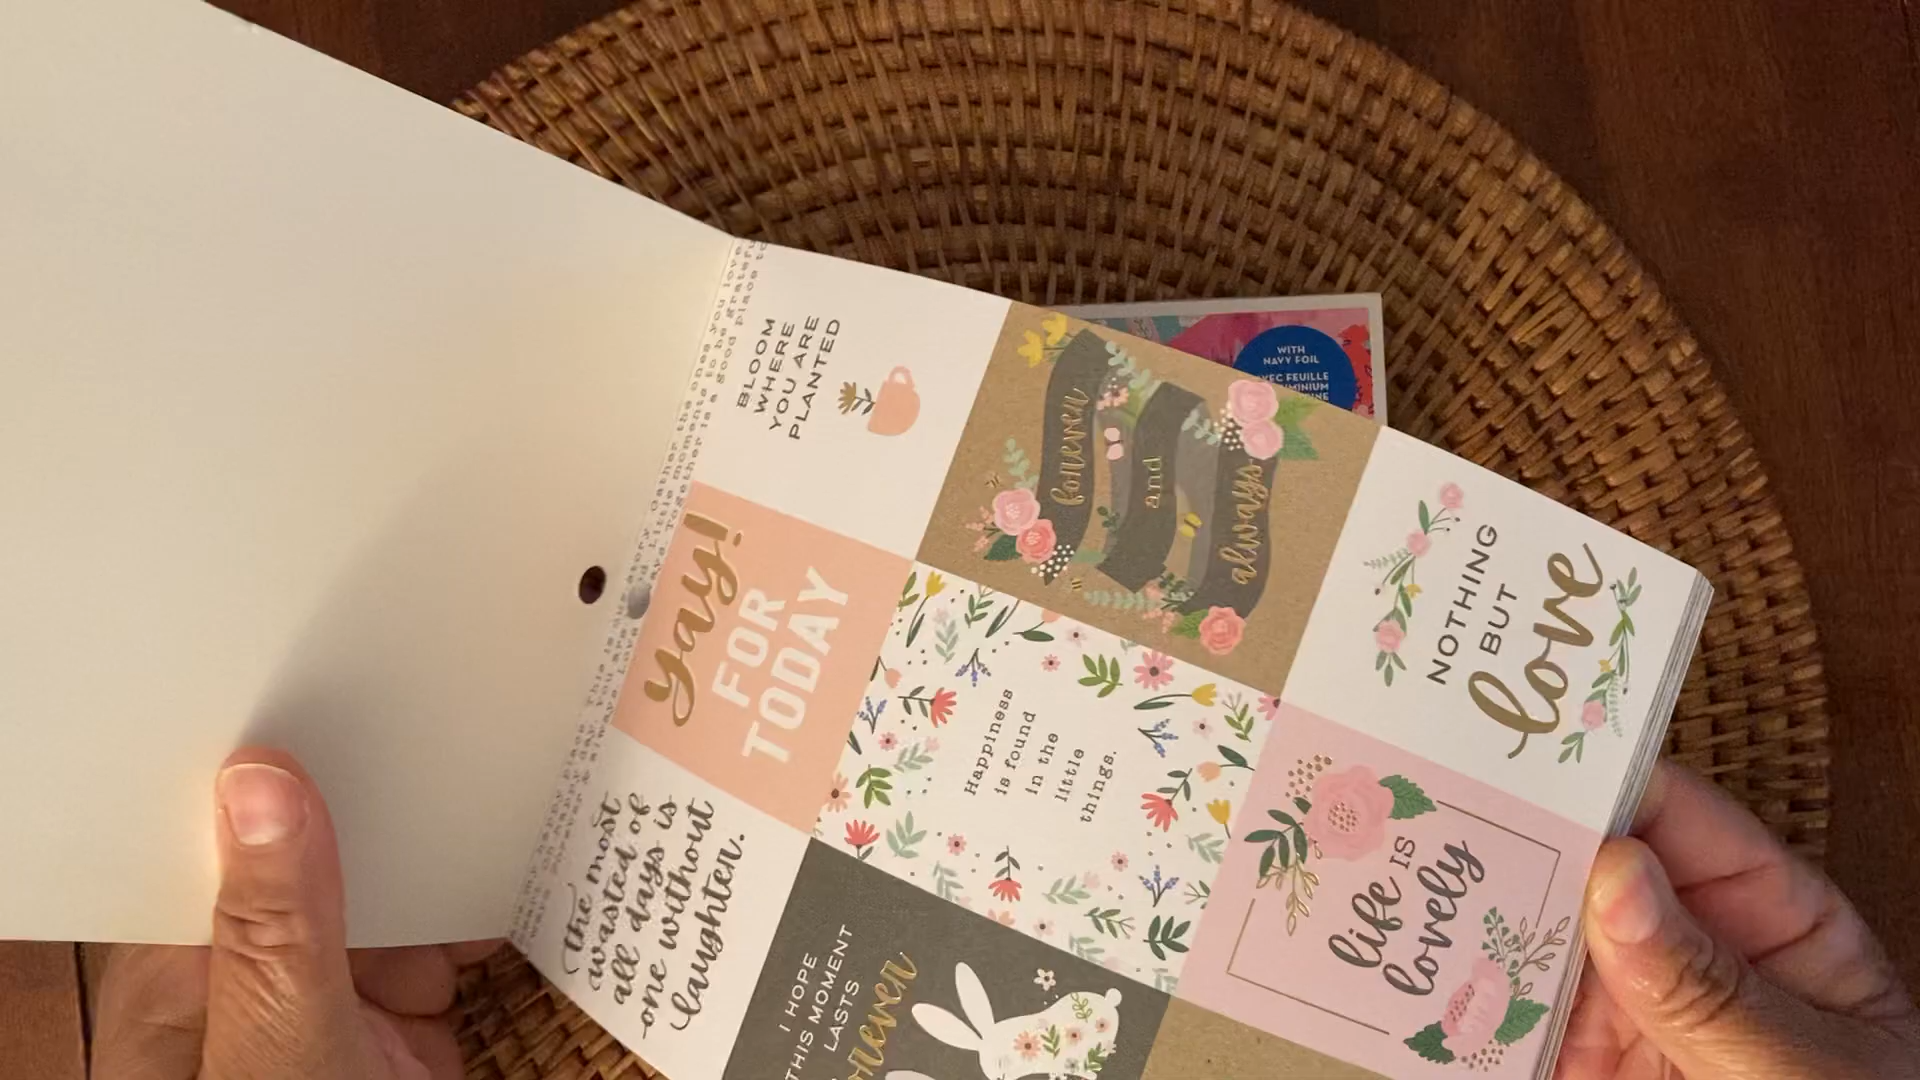 BLOOM
WHERE
YOU ARE
PLANTED
forever
and
always
NOTHING
BUT
love
yay!
FOR
TODAY
Happiness
is found
in the
little
things.
life IS
lovely
the most
wasted of
all days is
one without
laughter.
I HOPE
THIS MOMENT
LASTS
WITH
NAVY FOIL